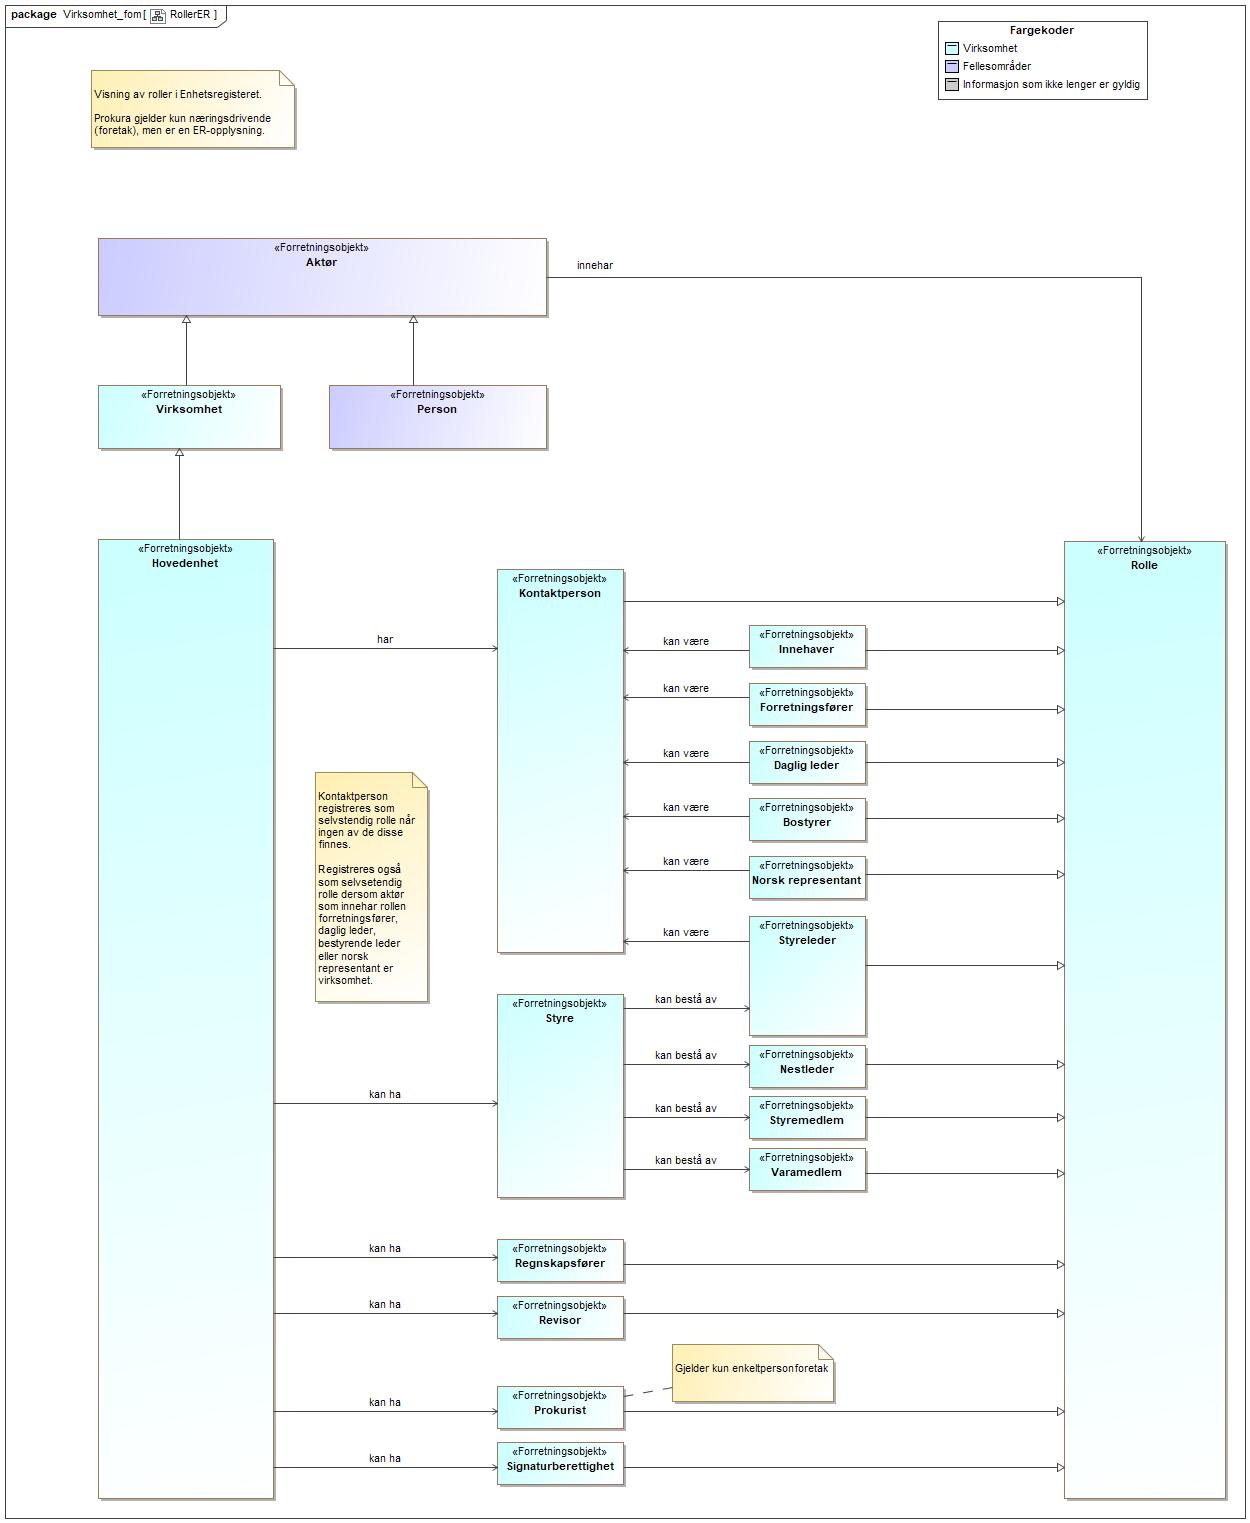 package Virksomhet_fom [ RollerER ]
Fargekoder
Virksomhet
Fellesområder
Informasjon som ikke lenger er gyldig
Visning av roller i Enhetsregisteret.
Prokura gjelder kun næringsdrivende
(foretak), men er en ER-opplysning.
«Forretningsobjekt»
Aktør
innehar
«Forretningsobjekt»
Virksomhet
«Forretningsobjekt»
Person
«Forretningsobjekt»
Hovedenhet
«Forretningsobjekt»
Rolle
«Forretningsobjekt»
Kontaktperson
har
kan være
«Forretningsobjekt»
Innehaver
kan være
«Forretningsobjekt»
Forretningsfører
kan være
«Forretningsobjekt»
Daglig leder
kan være
«Forretningsobjekt»
Bostyrer
kan være
«Forretningsobjekt»
Norsk representant
kan være
«Forretningsobjekt»
Styreleder
Kontaktperson
registreres som
selvstendig rolle når
ingen av de disse
finnes.
Registreres også
som selvsetendig
rolle dersom aktør
som innehar rollen
forretningsfører,
daglig leder,
bestyrende leder
eller norsk
representant er
virksomhet.
«Forretningsobjekt»
Styre
kan ha
kan bestå av
kan bestå av
«Forretningsobjekt»
Nestleder
kan bestå av
«Forretningsobjekt»
Styremedlem
kan bestå av
«Forretningsobjekt»
Varamedlem
kan ha
«Forretningsobjekt»
Regnskapsfører
kan ha
«Forretningsobjekt»
Revisor
Gjelder kun enkeltpersonforetak
kan ha
«Forretningsobjekt»
Prokurist
kan ha
«Forretningsobjekt»
Signaturberettighet